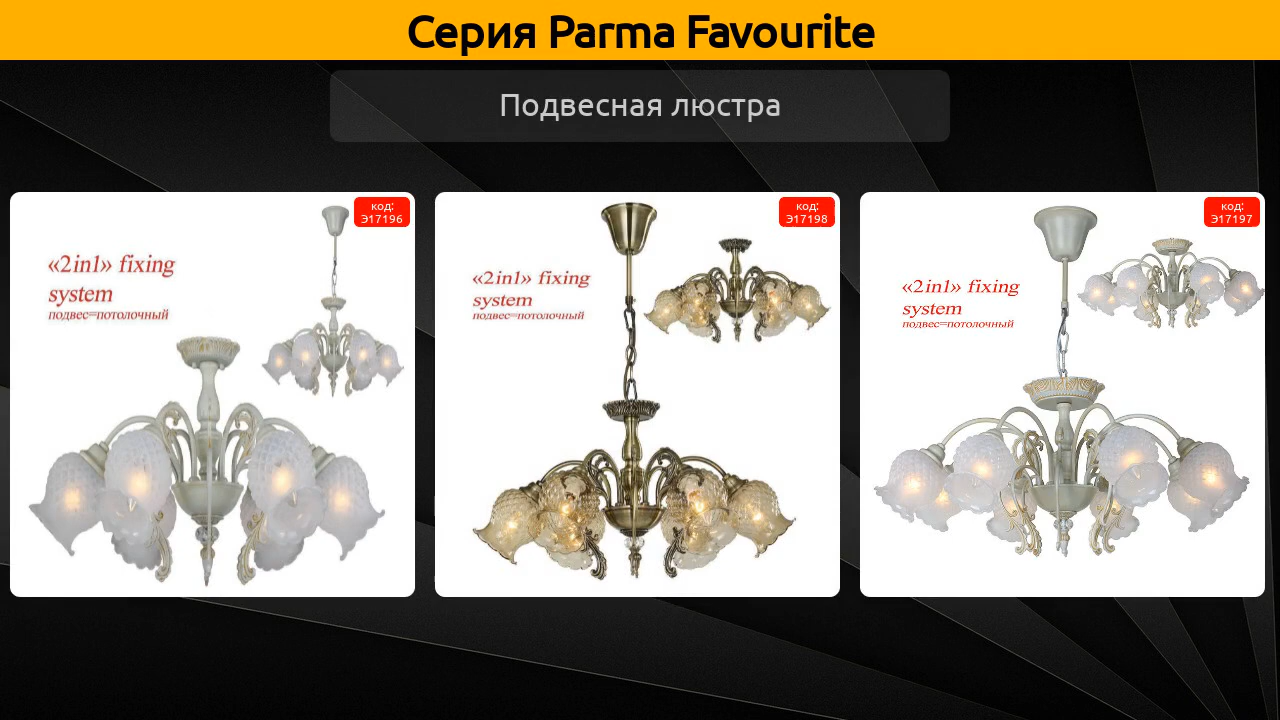 Серия Parma Favourite
Подвесная люстра
код:
Э17196
«2in1» fixing
system
подвес=потолочный
код:
Э17198
«2in1» fixing
system
подвес=потолочный
код:
Э17197
«2in1» fixing
system
подвес=потолочный